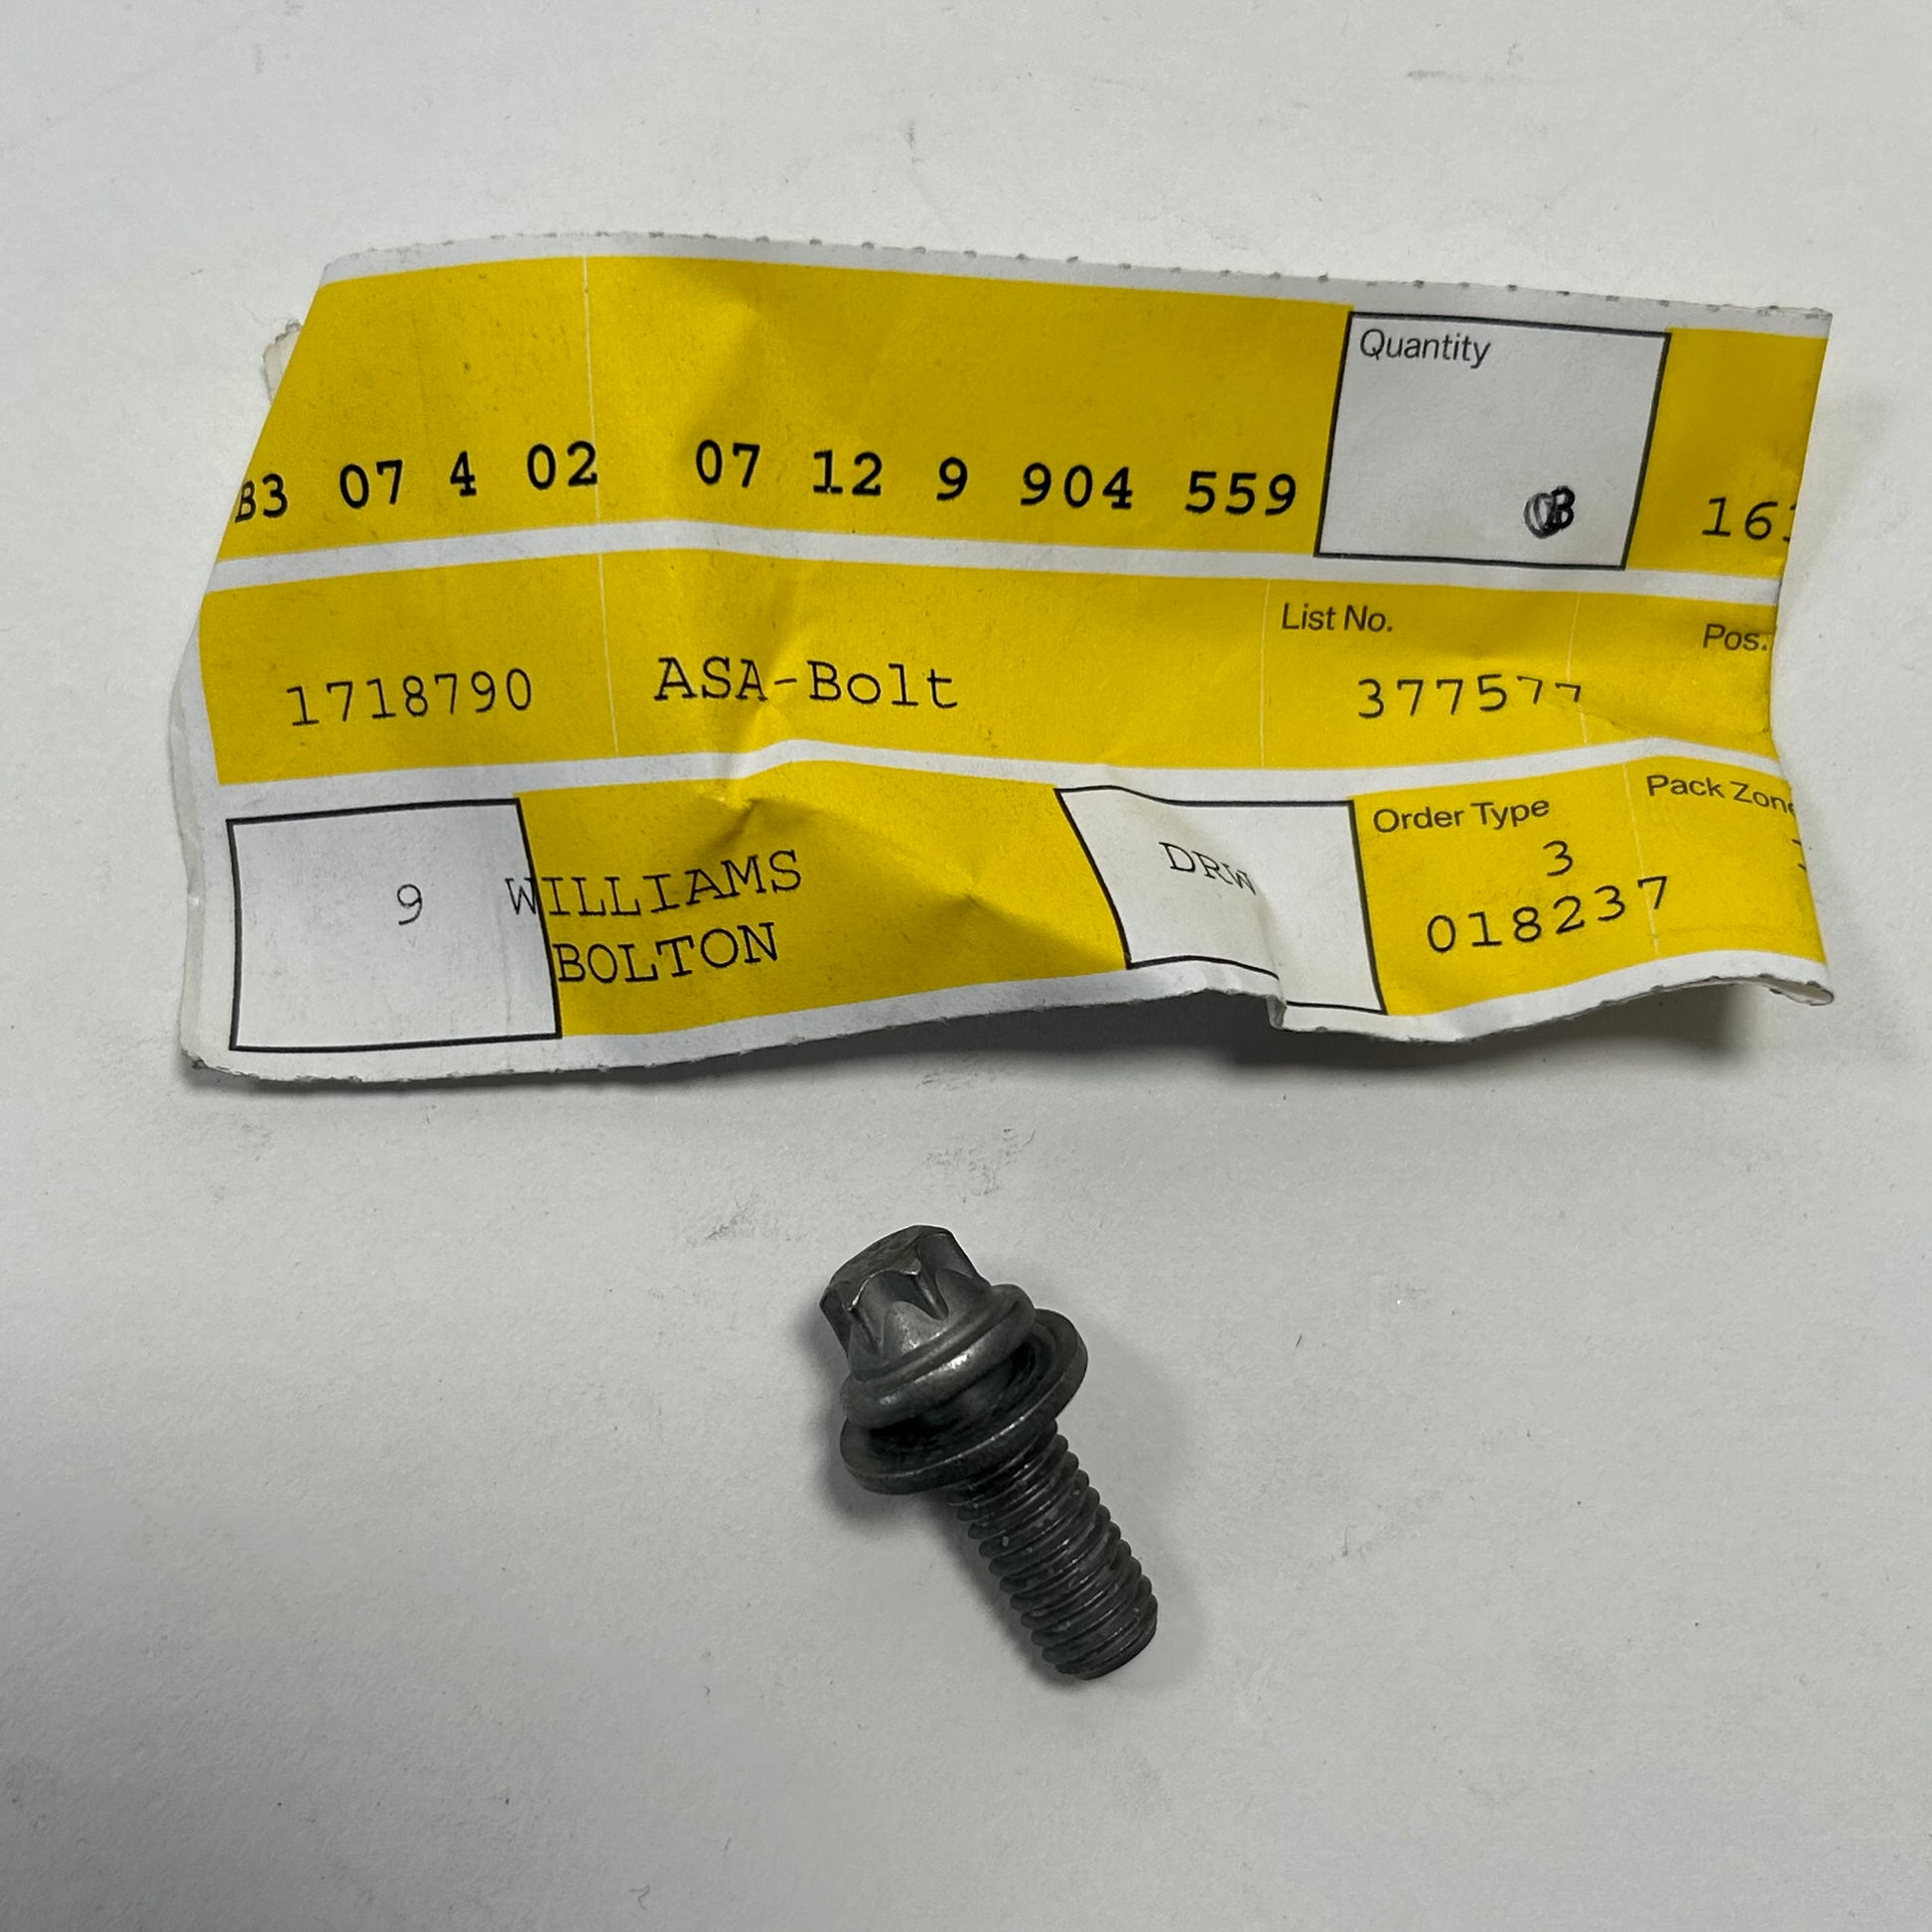 Quantity
B3 07 4 02 07 12 9 904 559
List No.
Pos.
1718790 ASA-Bolt 377577
Order Type
Pack Zone
3
9 WILLIAMS DRW
018237
BOLTON